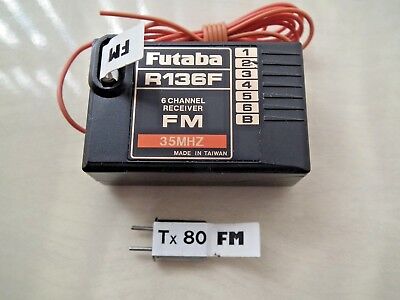 FM
Futaba
R136F
6 CHANNEL
RECEIVER
FM
35MHZ
MADE IN TAIWAN
1
2
3
4
5
6
B
Tx 80 FM